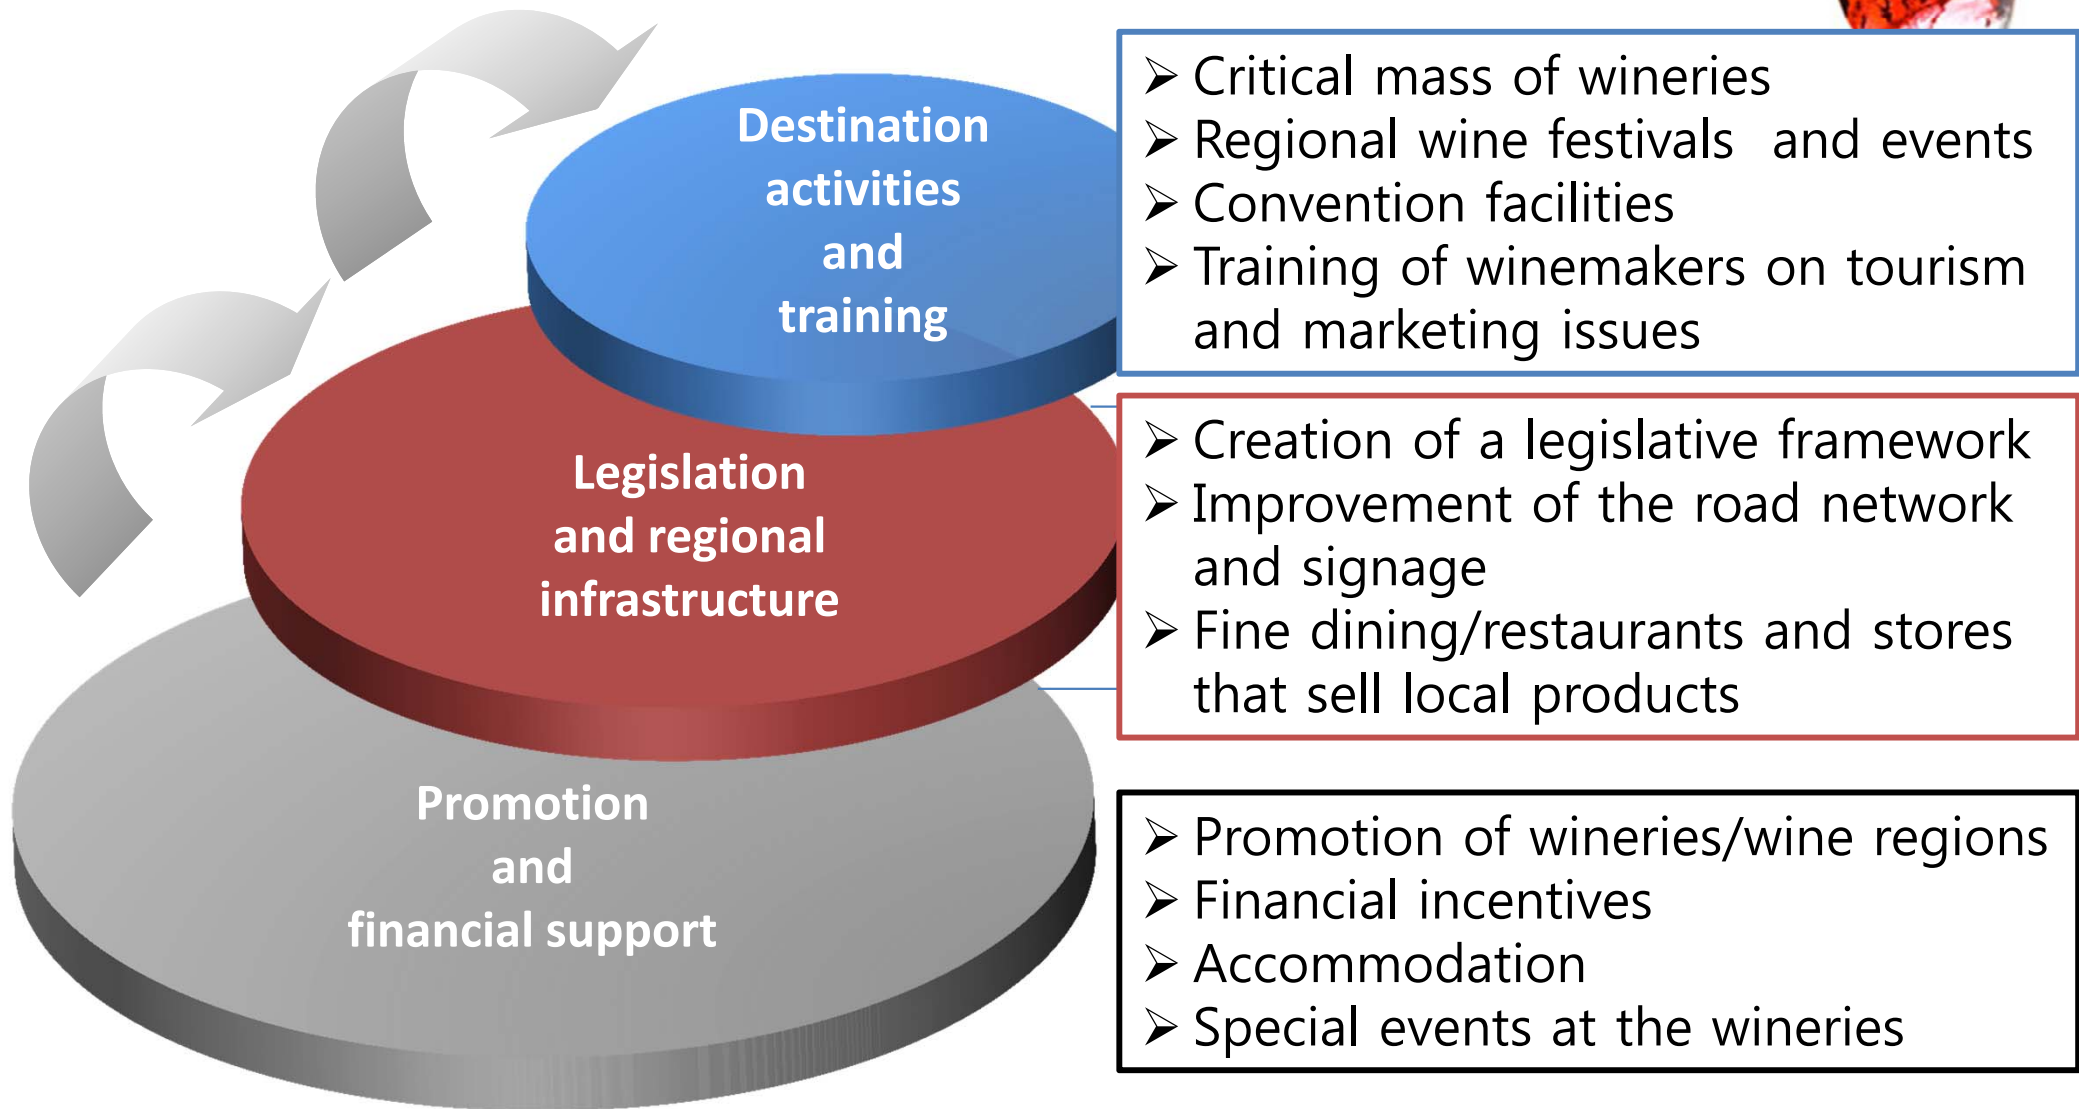 Destination
activities
and
training
➢ Critical mass of wineries
➢ Regional wine festivals and events
➢ Convention facilities
➢ Training of winemakers on tourism
and marketing issues
Legislation
and regional
infrastructure
➢ Creation of a legislative framework
➢ Improvement of the road network
and signage
➢ Fine dining/restaurants and stores
that sell local products
Promotion
and
financial support
➢ Promotion of wineries/wine regions
➢ Financial incentives
➢ Accommodation
➢ Special events at the wineries